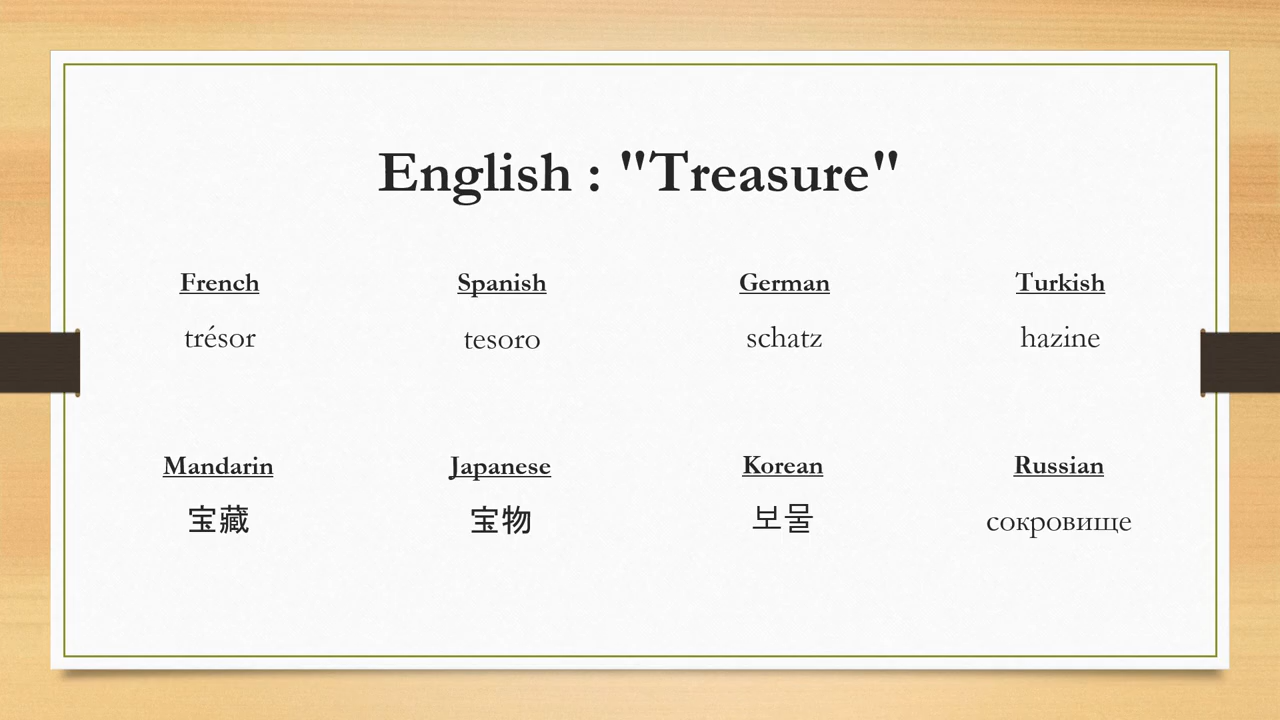 English : "Treasure"
French Spanish German Turkish
trésor tesoro schatz hazine
Mandarin Japanese Korean Russian
宝藏 宝物 보물 сокровище